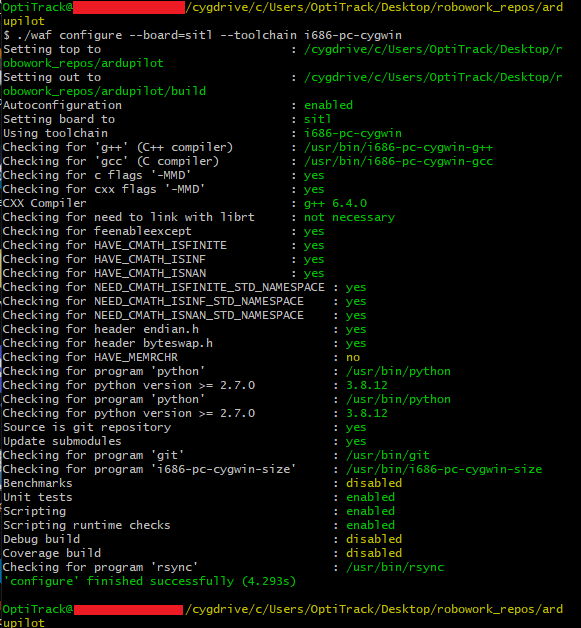 OptiTrack@ /cygdrive/c/Users/OptiTrack/Desktop/robowork_repos/ard
upilot
$ ./waf configure --board=sitl --toolchain i686-pc-cygwin
Setting top to : /cygdrive/c/Users/OptiTrack/Desktop/r
obowork_repos/ardupilot
Setting out to : /cygdrive/c/Users/OptiTrack/Desktop/r
obowork_repos/ardupilot/build
Autoconfiguration : enabled
Setting board to : sitl
Using toolchain : i686-pc-cygwin
Checking for 'g++' (C++ compiler) : /usr/bin/i686-pc-cygwin-g++
Checking for 'gcc' (C compiler) : /usr/bin/i686-pc-cygwin-gcc
Checking for c flags '-MMD' : yes
Checking for cxx flags '-MMD' : yes
CXX Compiler : g++ 6.4.0
Checking for need to link with librt : not necessary
Checking for feenableexcept : yes
Checking for HAVE_CMATH_ISFINITE : yes
Checking for HAVE_CMATH_ISINF : yes
Checking for HAVE_CMATH_ISNAN : yes
Checking for NEED_CMATH_ISFINITE_STD_NAMESPACE : yes
Checking for NEED_CMATH_ISINF_STD_NAMESPACE : yes
Checking for NEED_CMATH_ISNAN_STD_NAMESPACE : yes
Checking for header endian.h : yes
Checking for header byteswap.h : yes
Checking for HAVE_MEMRCHR : no
Checking for program 'python' : /usr/bin/python
Checking for python version >= 2.7.0 : 3.8.12
Checking for program 'python' : /usr/bin/python
Checking for python version >= 2.7.0 : 3.8.12
Source is git repository : yes
Update submodules : yes
Checking for program 'git' : /usr/bin/git
Checking for program 'i686-pc-cygwin-size' : /usr/bin/i686-pc-cygwin-size
Benchmarks : disabled
Unit tests : enabled
Scripting : enabled
Scripting runtime checks : enabled
Debug build : disabled
Coverage build : disabled
Checking for program 'rsync' : /usr/bin/rsync
'configure' finished successfully (4.293s)
OptiTrack@ /cygdrive/c/Users/OptiTrack/Desktop/robowork_repos/ard
upilot